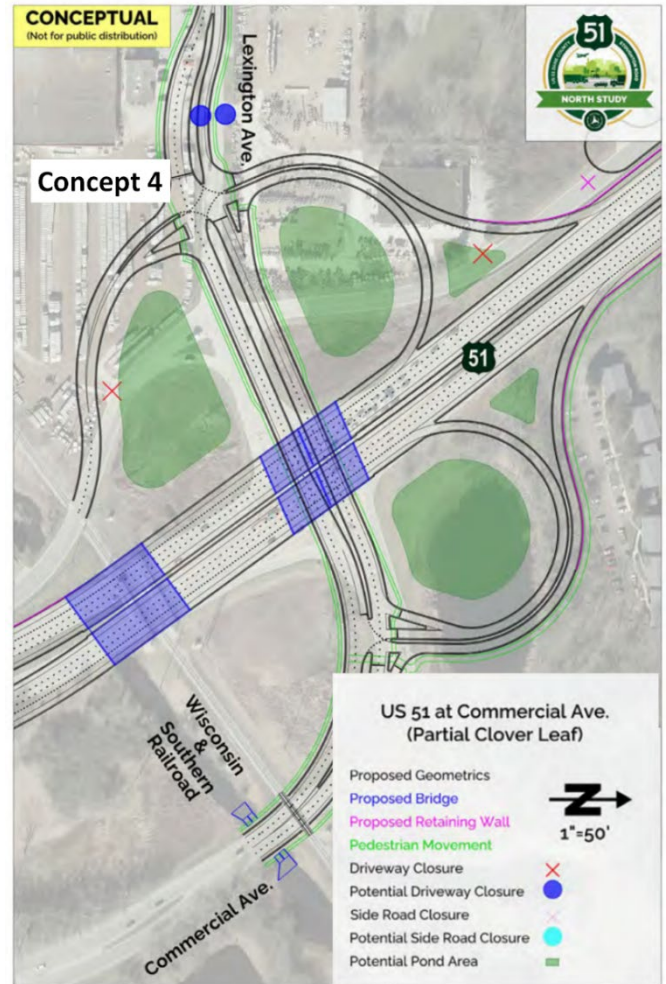 CONCEPTUAL
(Not for public distribution)
51
NORTH STUDY
Lexington Ave.
Concept 4
51
Wisconsin
&
Southern
Railroad
Commercial Ave.
US 51 at Commercial Ave.
(Partial Clover Leaf)
Proposed Geometrics
Proposed Bridge
Proposed Retaining Wall
Pedestrian Movement
Driveway Closure
Potential Driveway Closure
Side Road Closure
Potential Side Road Closure
Potential Pond Area
N
1"=50'